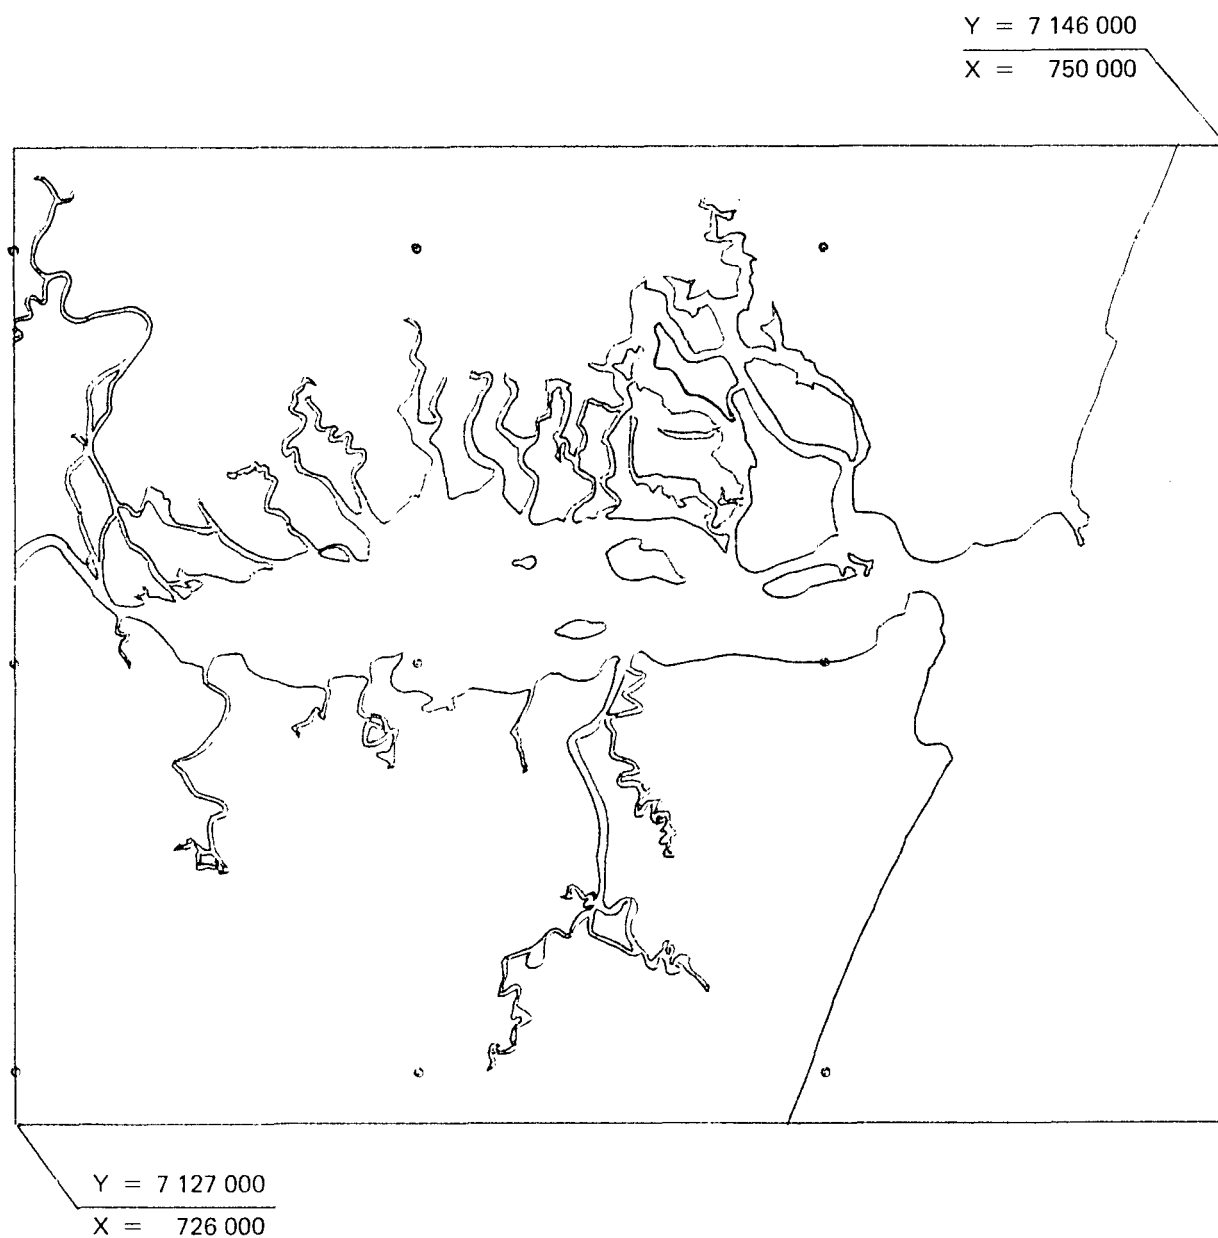 Y = 7 146 000
X = 750 000
Y = 7 127 000
X = 726 000